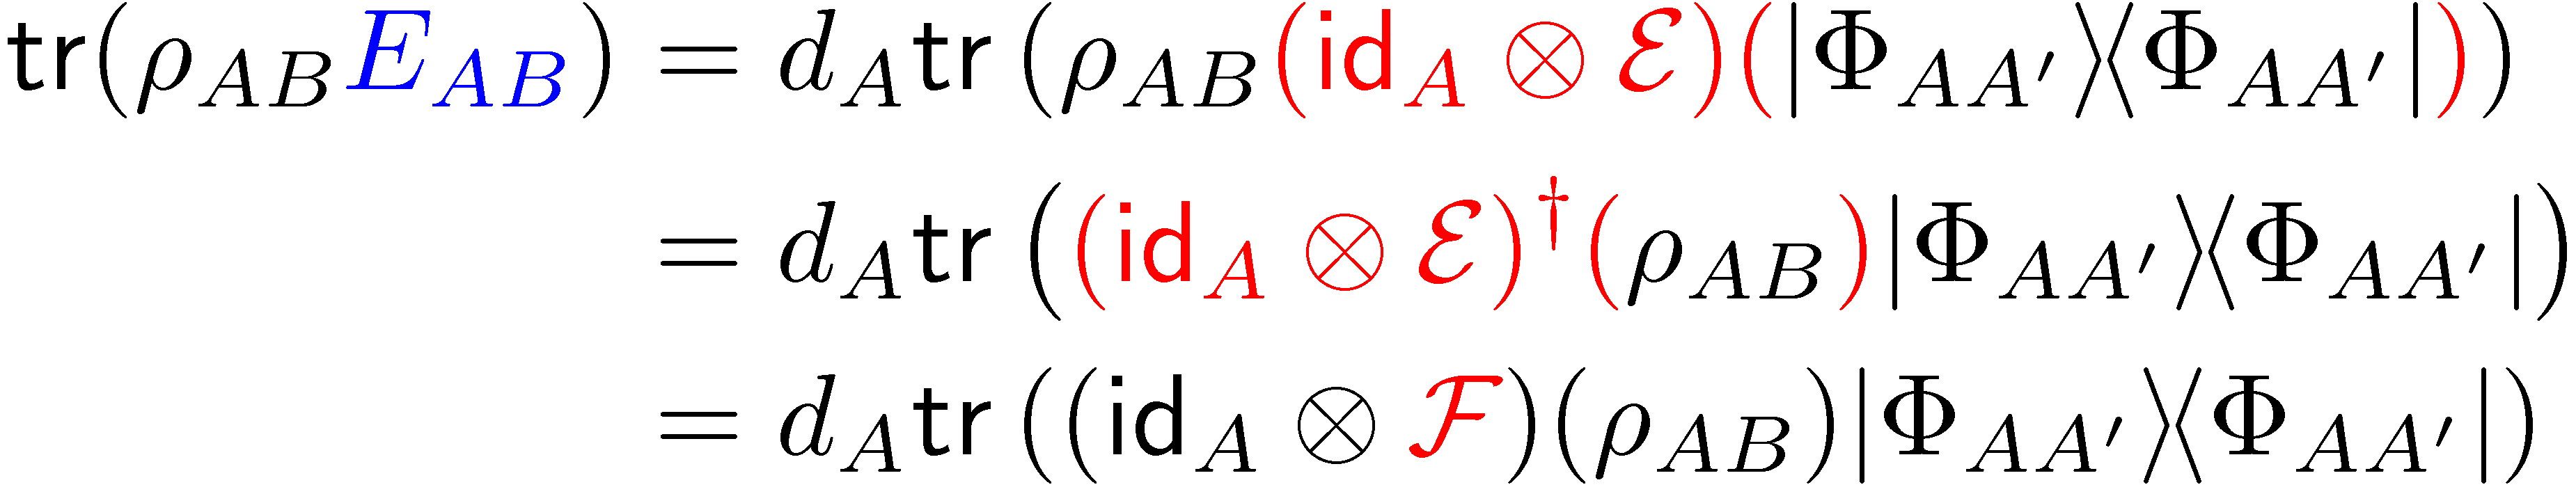 tr(ρ_{AB}E_{AB}) = d_A tr (ρ_{AB}(id_A ⊗ ℰ)(|Φ_{AA′}⟩⟨Φ_{AA′}|))
= d_A tr ((id_A ⊗ ℰ)^†(ρ_{AB})|Φ_{AA′}⟩⟨Φ_{AA′}|)
= d_A tr ((id_A ⊗ ℱ)(ρ_{AB})|Φ_{AA′}⟩⟨Φ_{AA′}|)